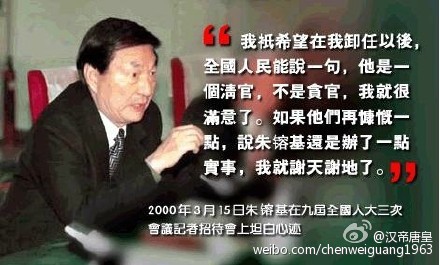 “ 我祇希望在我卸任以後，
全國人民能說一句，他是一
個清官，不是貪官，我就很
滿意了。如果他們再慷慨一
點，說朱镕基還是辦了一點
實事，我就謝天謝地了。”
2000年3月15日朱镕基在九屆全國人大三次
會議記者招待會上坦白心迹
@汉帝唐皇
weibo.com/chenweiguang1963